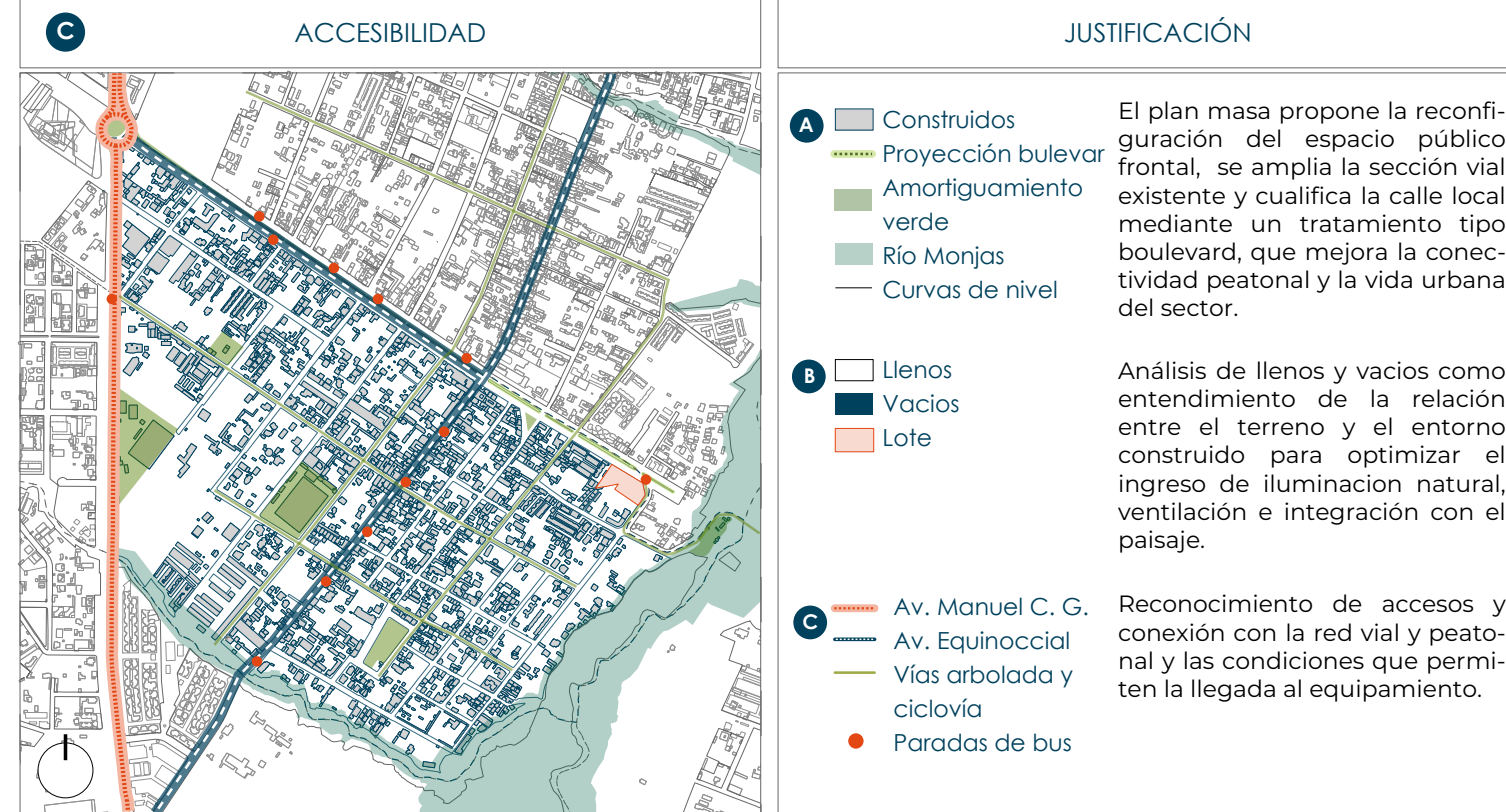 C
ACCESIBILIDAD
JUSTIFICACIÓN
A
Construidos
Proyección bulevar
Amortiguamiento
verde
Río Monjas
Curvas de nivel
El plan masa propone la reconfi-
guración del espacio público
frontal, se amplia la sección vial
existente y cualifica la calle local
mediante un tratamiento tipo
boulevard, que mejora la conec-
tividad peatonal y la vida urbana
del sector.
B
Llenos
Vacios
Lote
Análisis de llenos y vacios como
entendimiento de la relación
entre el terreno y el entorno
construido para optimizar el
ingreso de iluminacion natural,
ventilación e integración con el
paisaje.
C
Av. Manuel C. G.
Av. Equinoccial
Vías arbolada y
ciclovía
Paradas de bus
Reconocimiento de accesos y
conexión con la red vial y peato-
nal y las condiciones que permi-
ten la llegada al equipamiento.